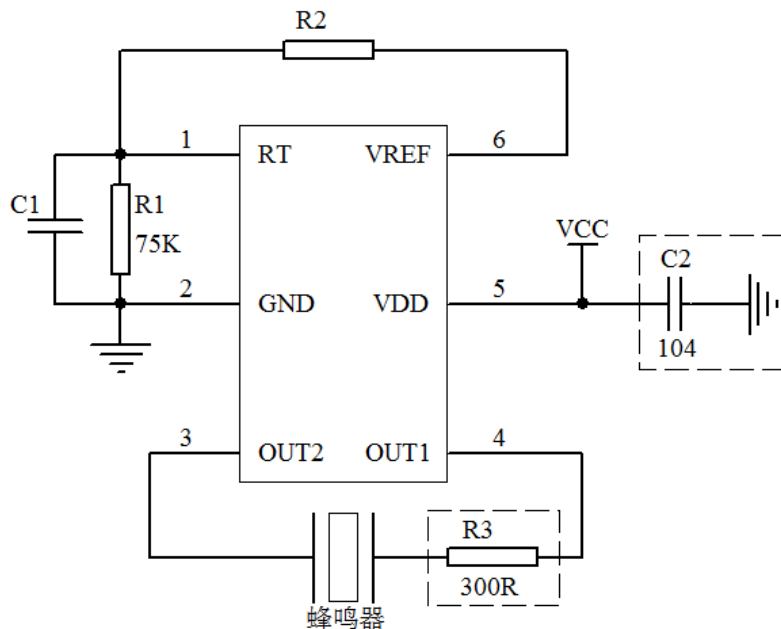 R2
1
6
RT
VREF
C1
R1
75K
VCC
C2
2
5
GND
VDD
104
3
4
OUT2
OUT1
R3
300R
蜂鸣器